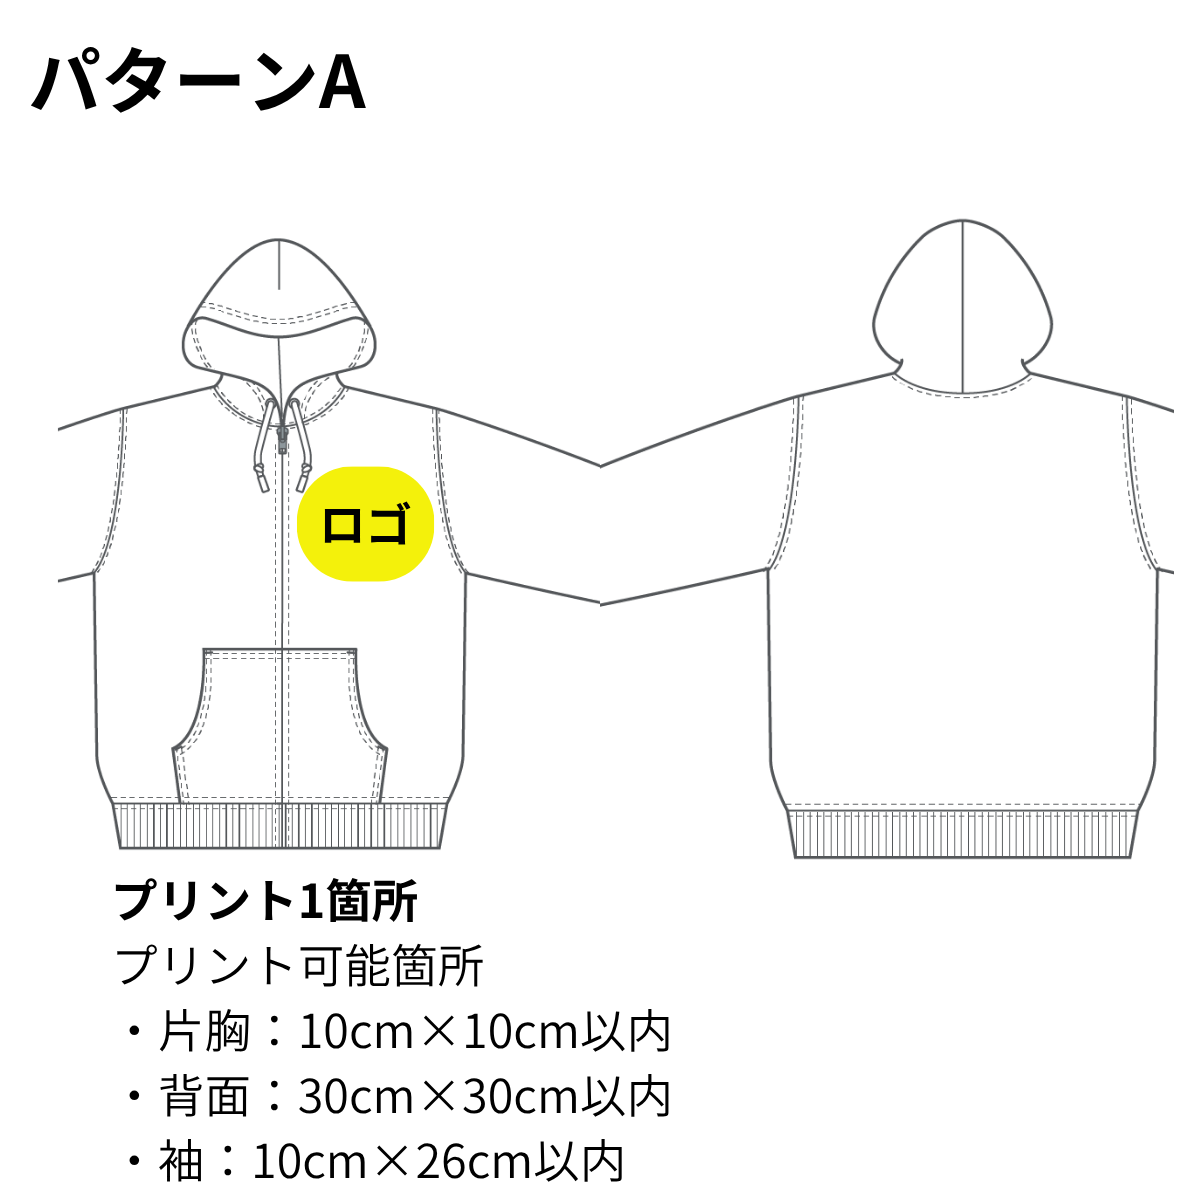 パターンA
ロゴ
プリント1箇所
プリント可能箇所
・片胸：10cm×10cm以内
・背面：30cm×30cm以内
・袖：10cm×26cm以内